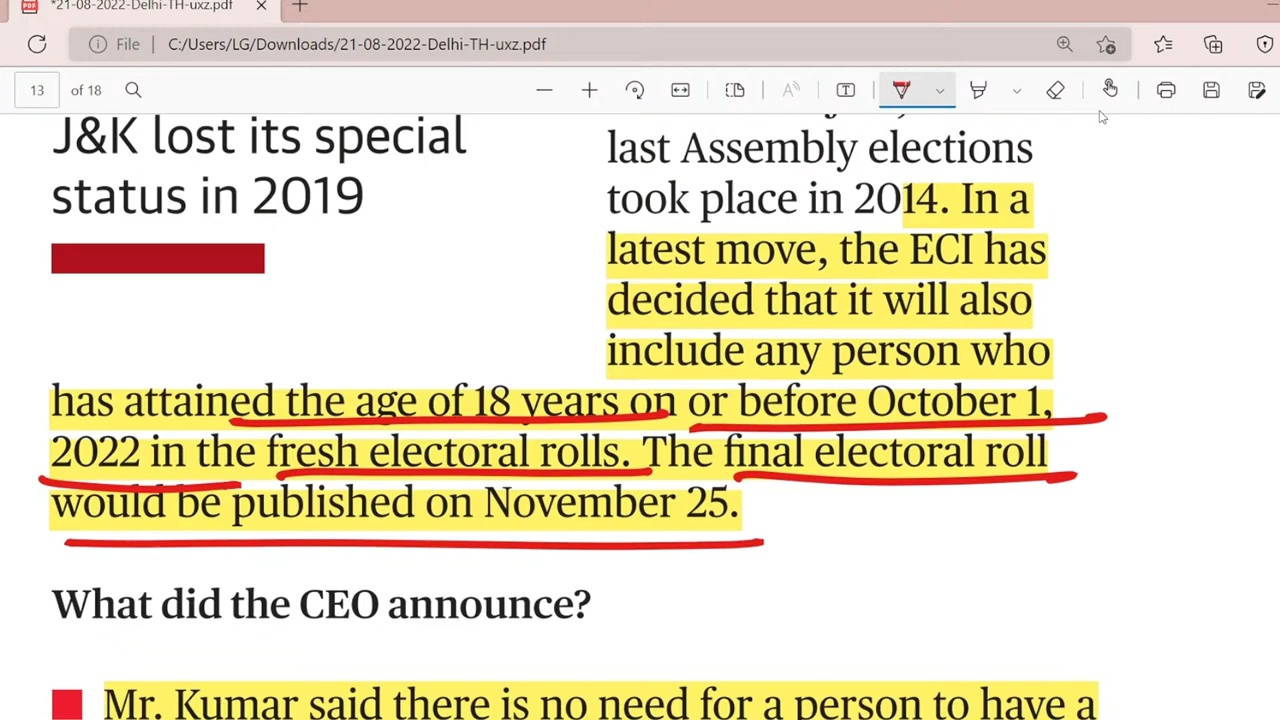 *21-08-2022-Delhi-TH-uxz.pdf
File C:/Users/LG/Downloads/21-08-2022-Delhi-TH-uxz.pdf
13 of 18
J&K lost its special
status in 2019
last Assembly elections
took place in 2014. In a
latest move, the ECI has
decided that it will also
include any person who
has attained the age of 18 years on or before October 1,
2022 in the fresh electoral rolls. The final electoral roll
would be published on November 25.
What did the CEO announce?
Mr. Kumar said there is no need for a person to have a